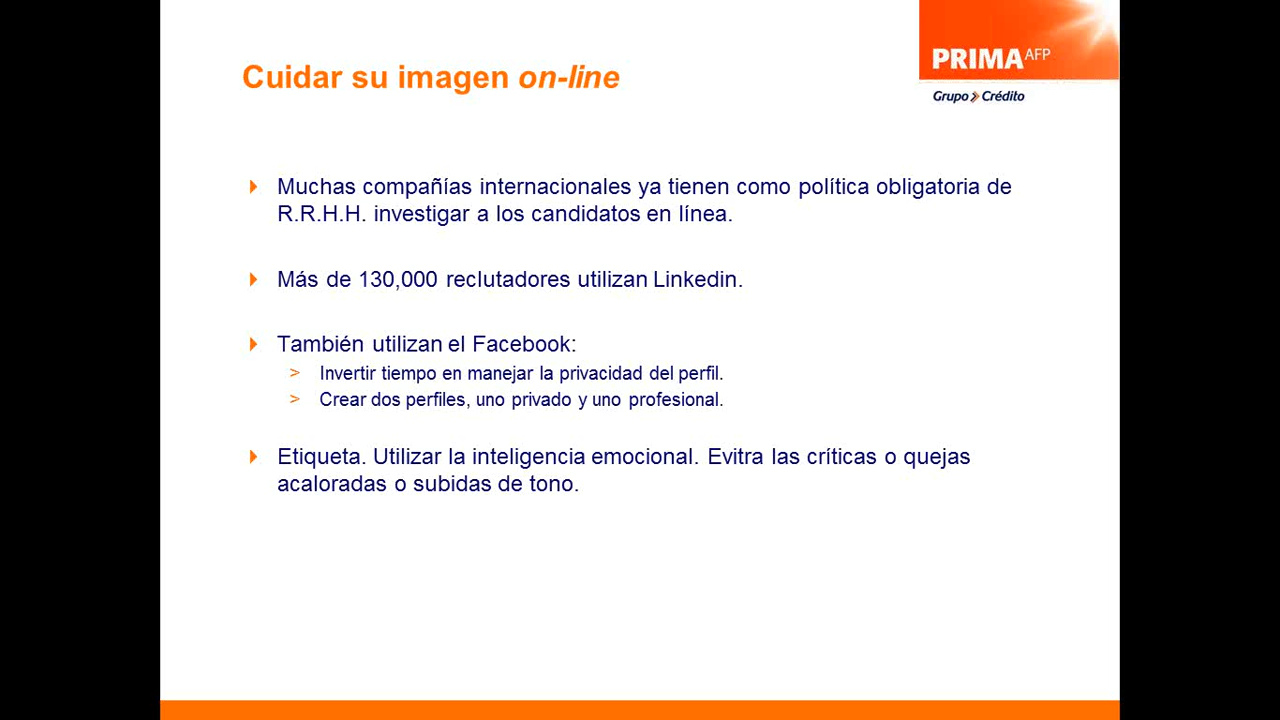 PRIMA AFP
Grupo Crédito
Cuidar su imagen on-line
Muchas compañías internacionales ya tienen como política obligatoria de
R.R.H.H. investigar a los candidatos en línea.
Más de 130,000 reclutadores utilizan Linkedin.
También utilizan el Facebook:
> Invertir tiempo en manejar la privacidad del perfil.
> Crear dos perfiles, uno privado y uno profesional.
Etiqueta. Utilizar la inteligencia emocional. Evitra las críticas o quejas
acaloradas o subidas de tono.